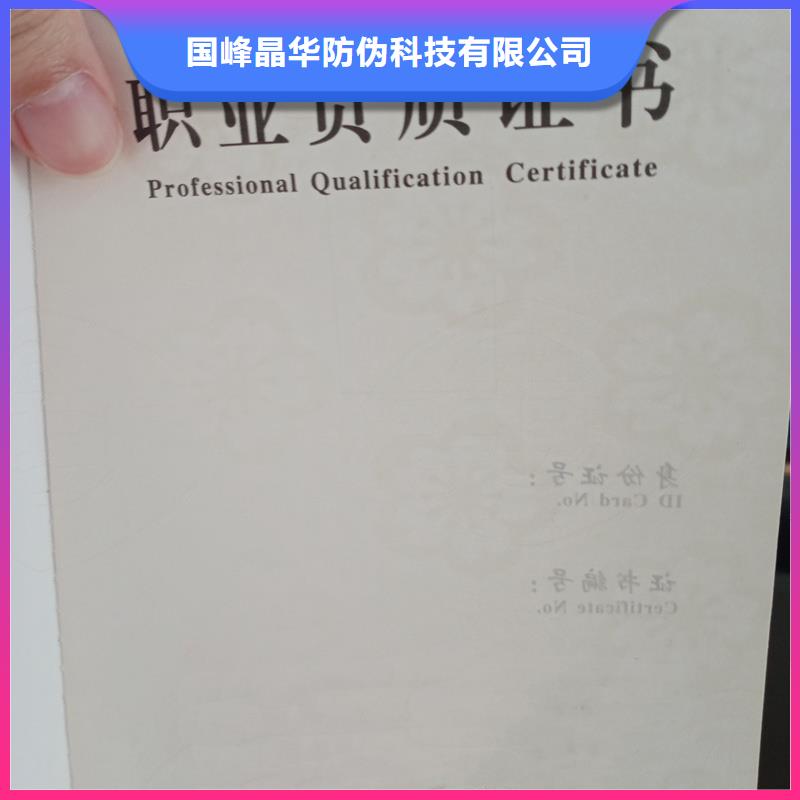 国峰晶华防伪科技有限公司
职业资质证书
Professional Qualification Certificate
身份证号：
ID Card No.
证书编号：
Certificate No.